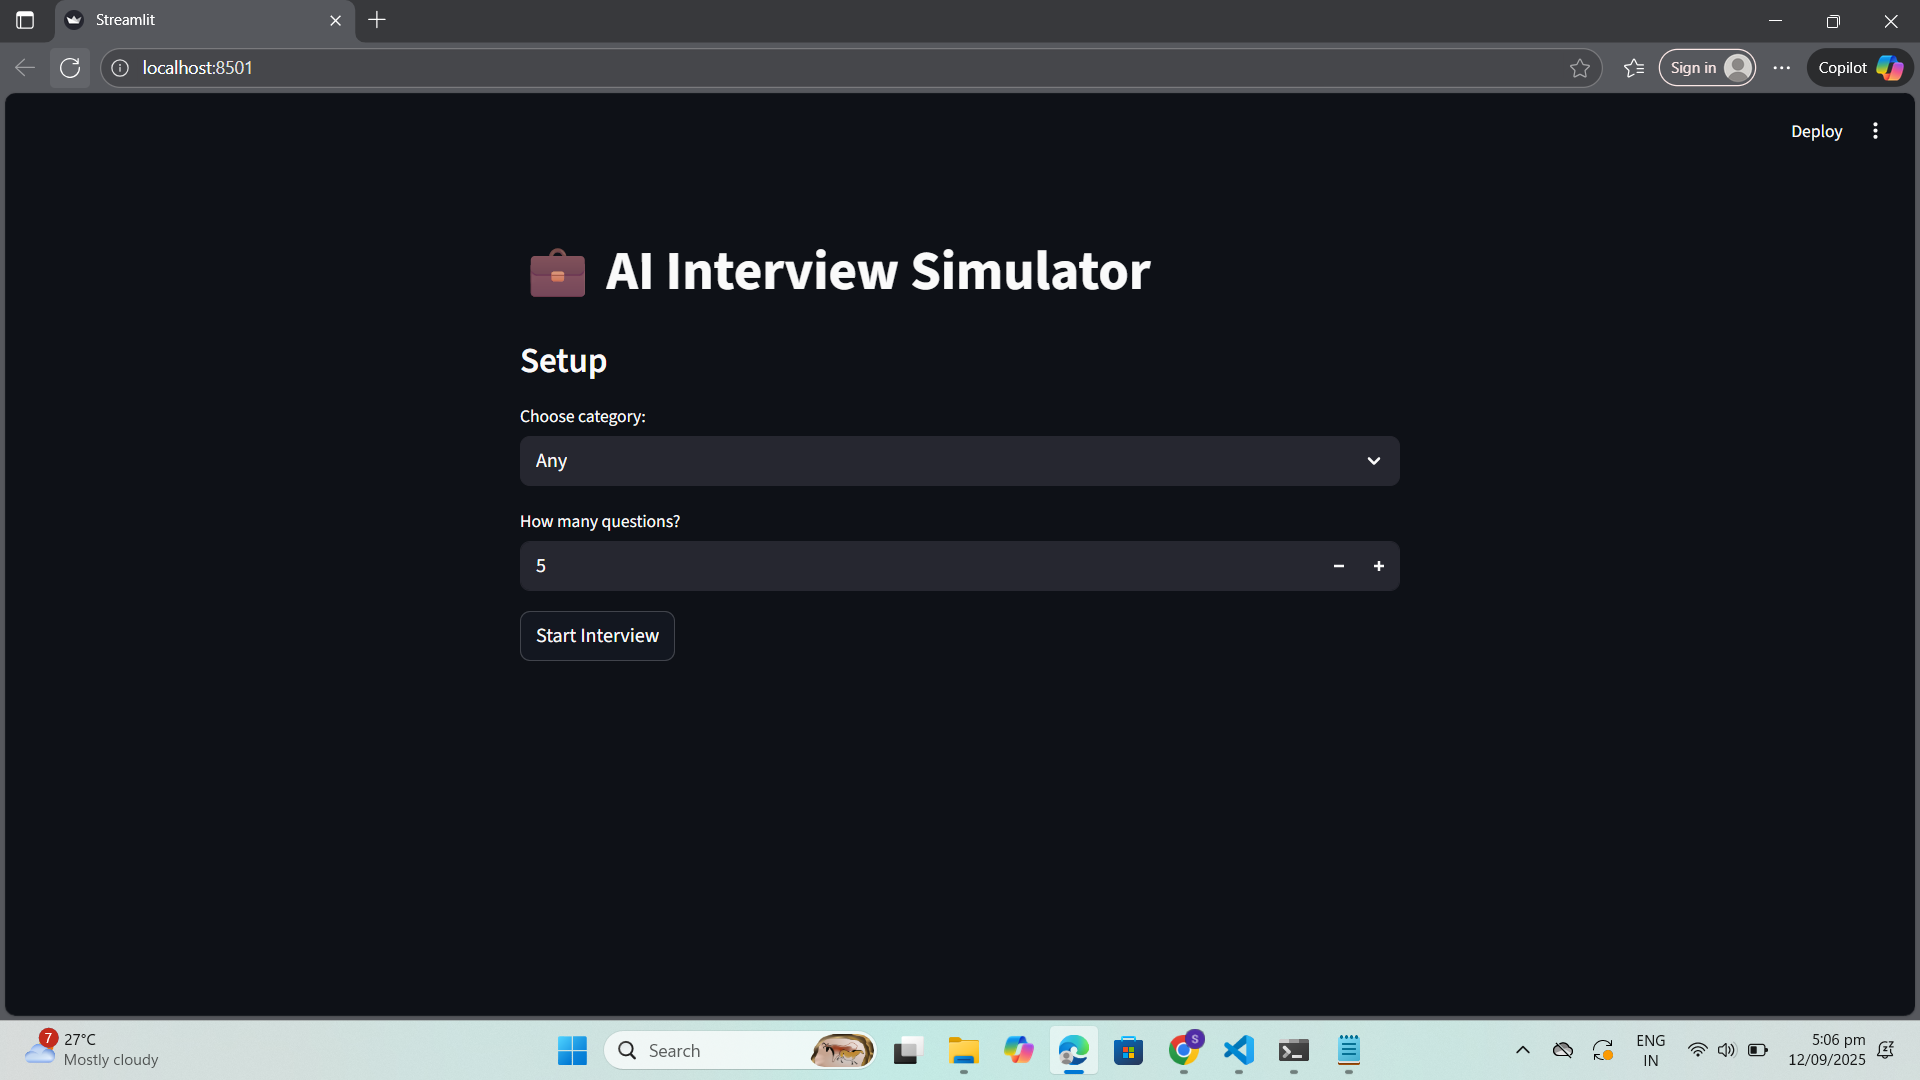 Streamlit
localhost:8501
Sign in
Copilot
Deploy
AI Interview Simulator
Setup
Choose category:
Any
How many questions?
5
Start Interview
7
27°C
Mostly cloudy
Search
S
ENG
IN
5:06 pm
12/09/2025